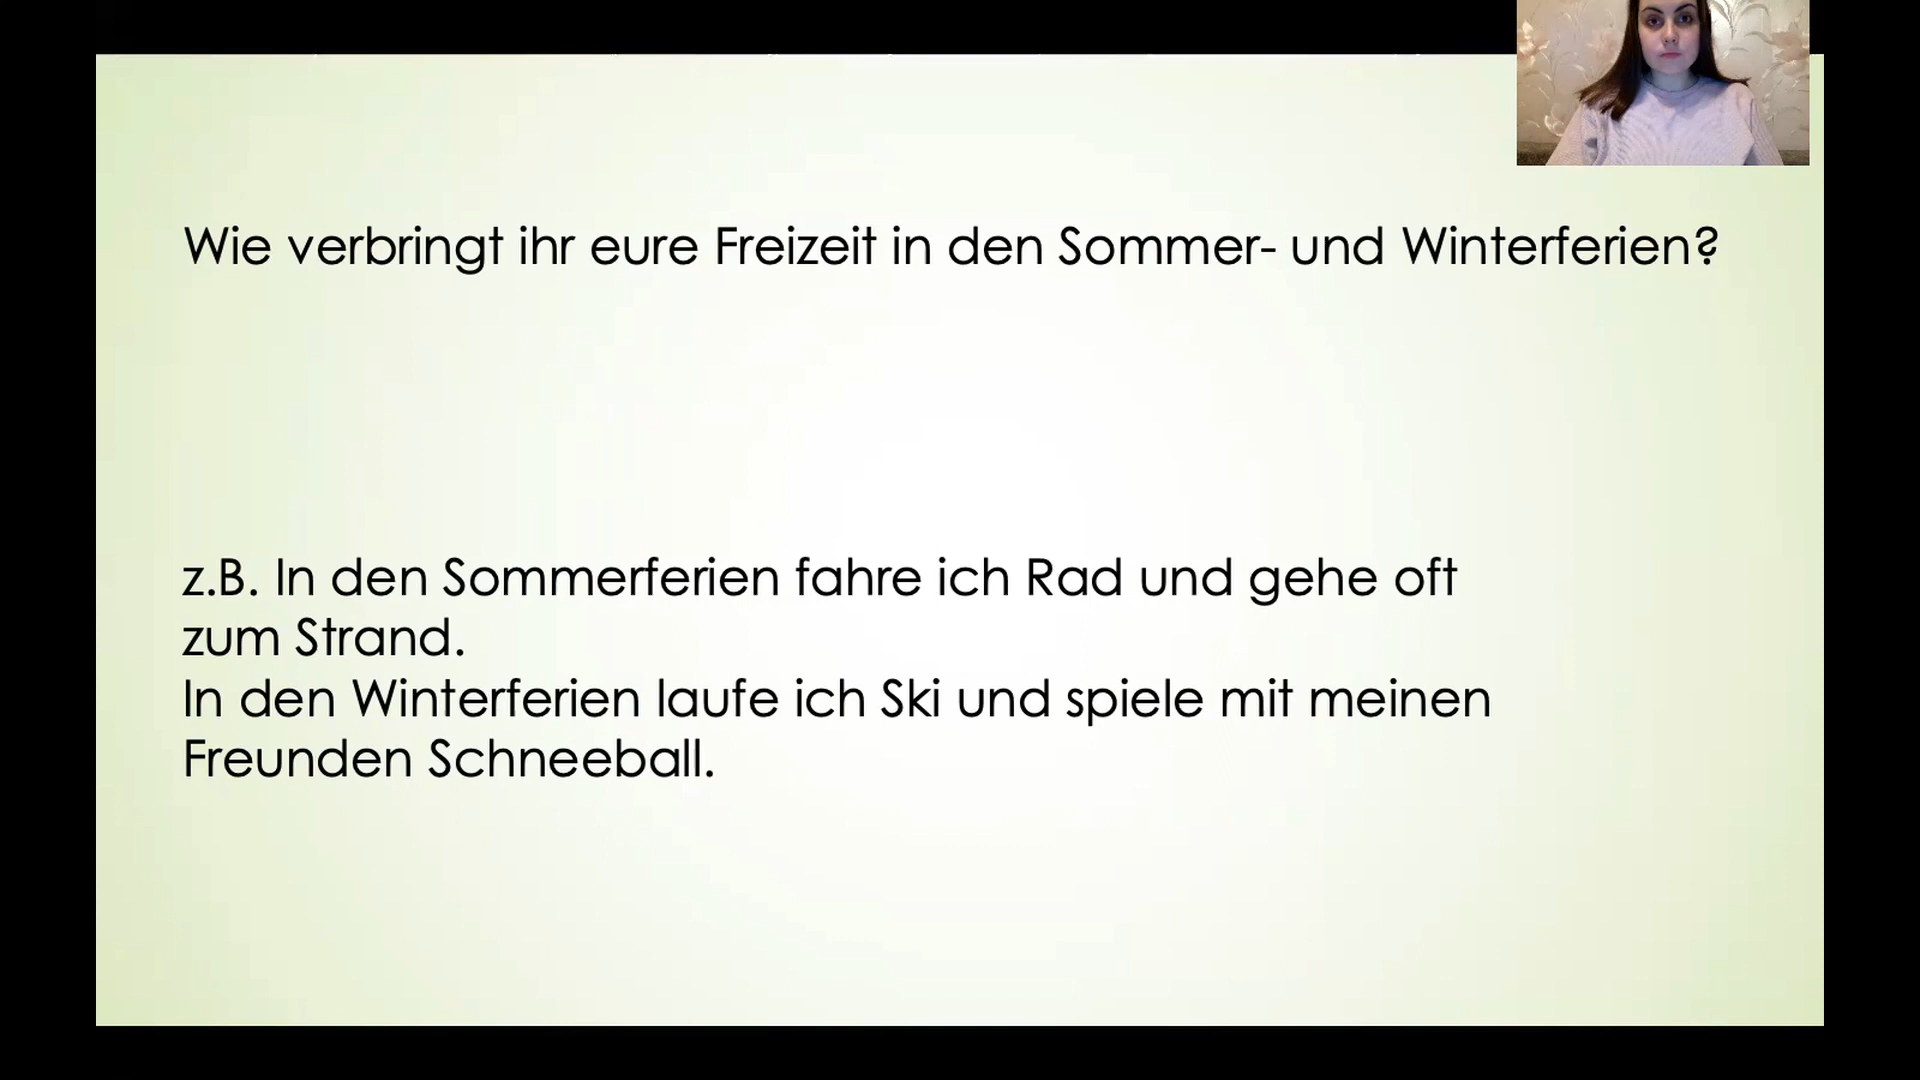 Wie verbringt ihr eure Freizeit in den Sommer- und Winterferien?
z.B. In den Sommerferien fahre ich Rad und gehe oft
zum Strand.
In den Winterferien laufe ich Ski und spiele mit meinen
Freunden Schneeball.